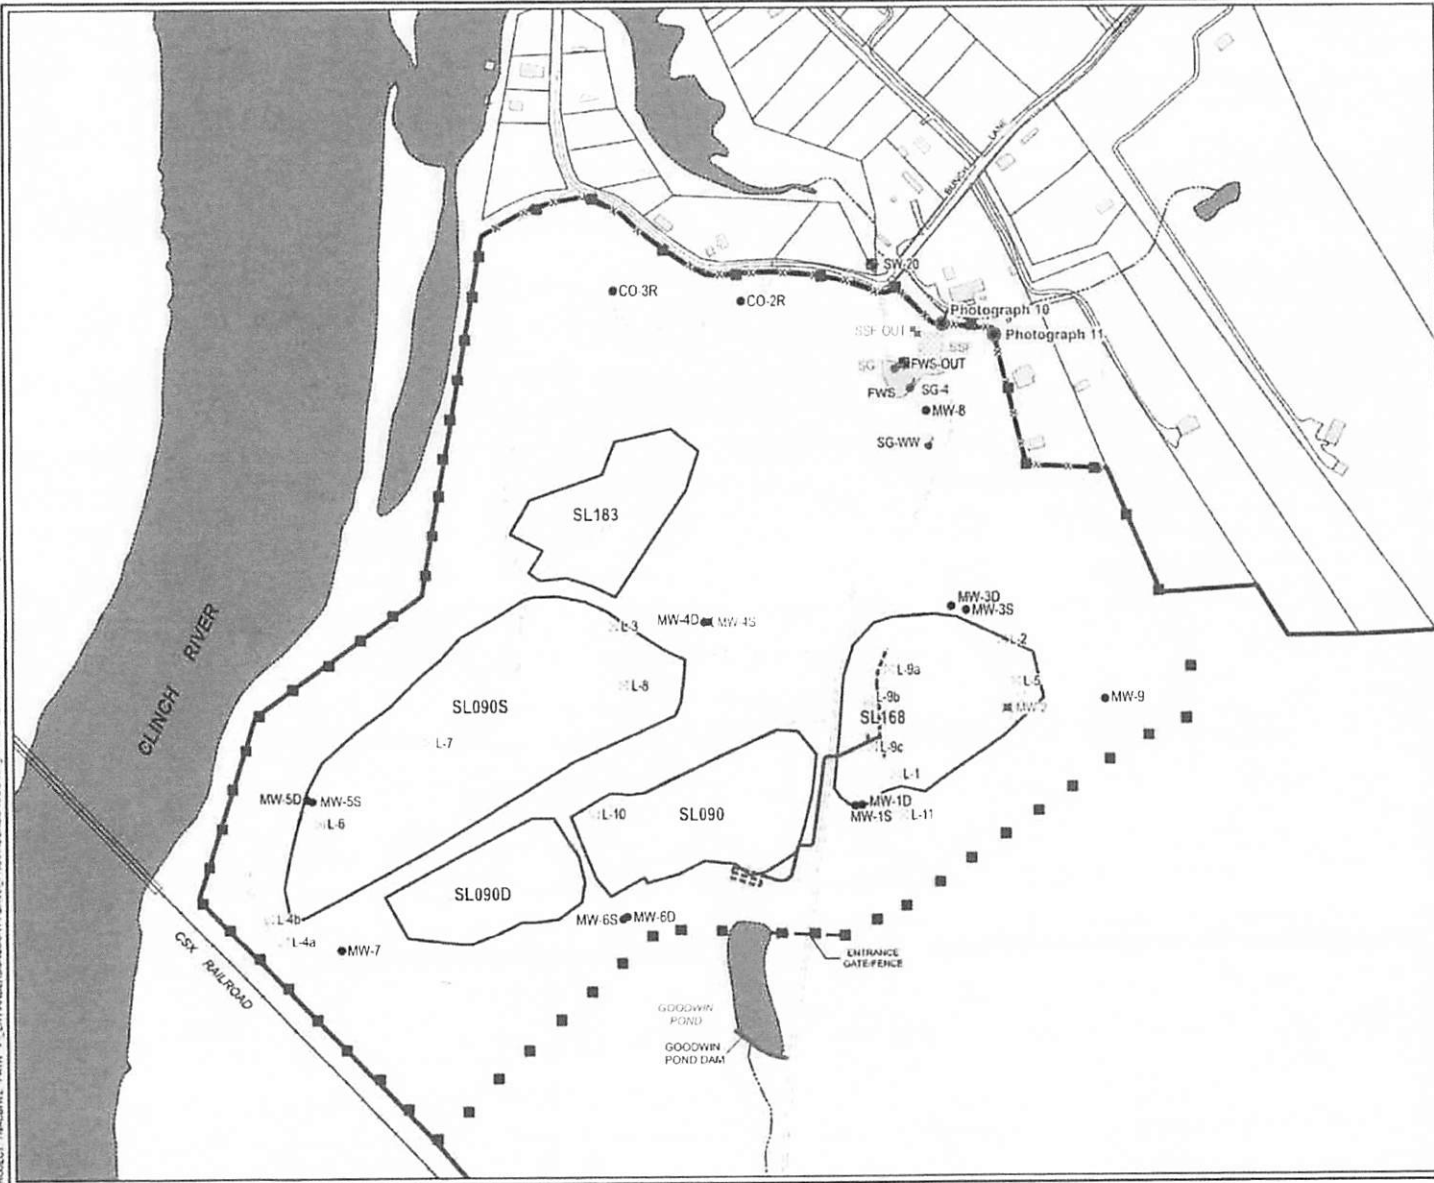 BUNCH LANE
SW-20
CO-3R
CO-2R
Photograph 10
Photograph 11
SSF OUT
SSF
SG
FWS-OUT
FWS
SG-4
MW-8
SG-WW
SL183
CLINCH RIVER
MW-3D
MW-3S
MW-4D
MW-4S
L-3
L-2
L-9a
L-5
L-8
MW-9
L-9b
MW-2
SL090S
SL168
L-7
L-9c
L-1
MW-5D
MW-5S
MW-1D
L-6
L-10
SL090
MW-1S
L-11
SL090D
L-4b
MW-6S
MW-6D
L-4a
MW-7
CSX RAILROAD
ENTRANCE
GATE/FENCE
GOODWIN
POND
GOODWIN
POND DAM